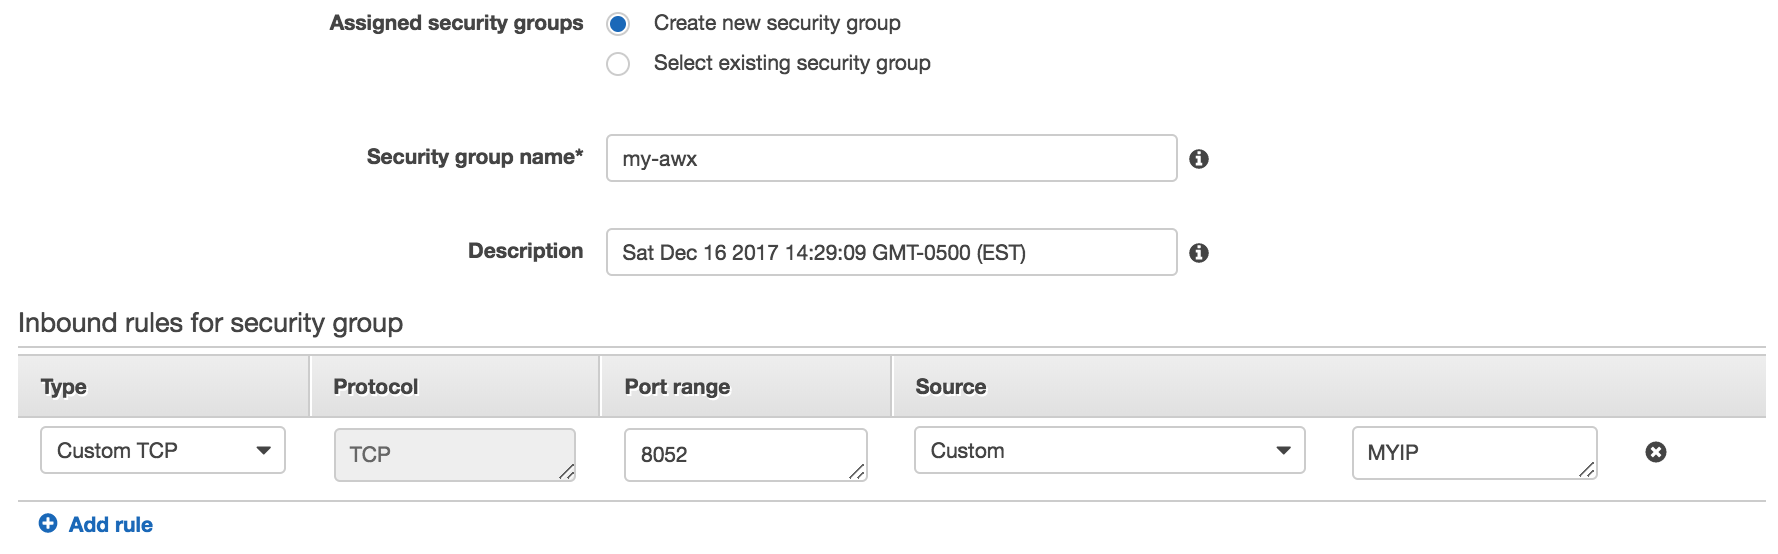 Assigned security groups Create new security group
Select existing security group
Security group name* my-awx
Description Sat Dec 16 2017 14:29:09 GMT-0500 (EST)
Inbound rules for security group
Type Protocol Port range Source
Custom TCP TCP 8052 Custom MYIP
Add rule